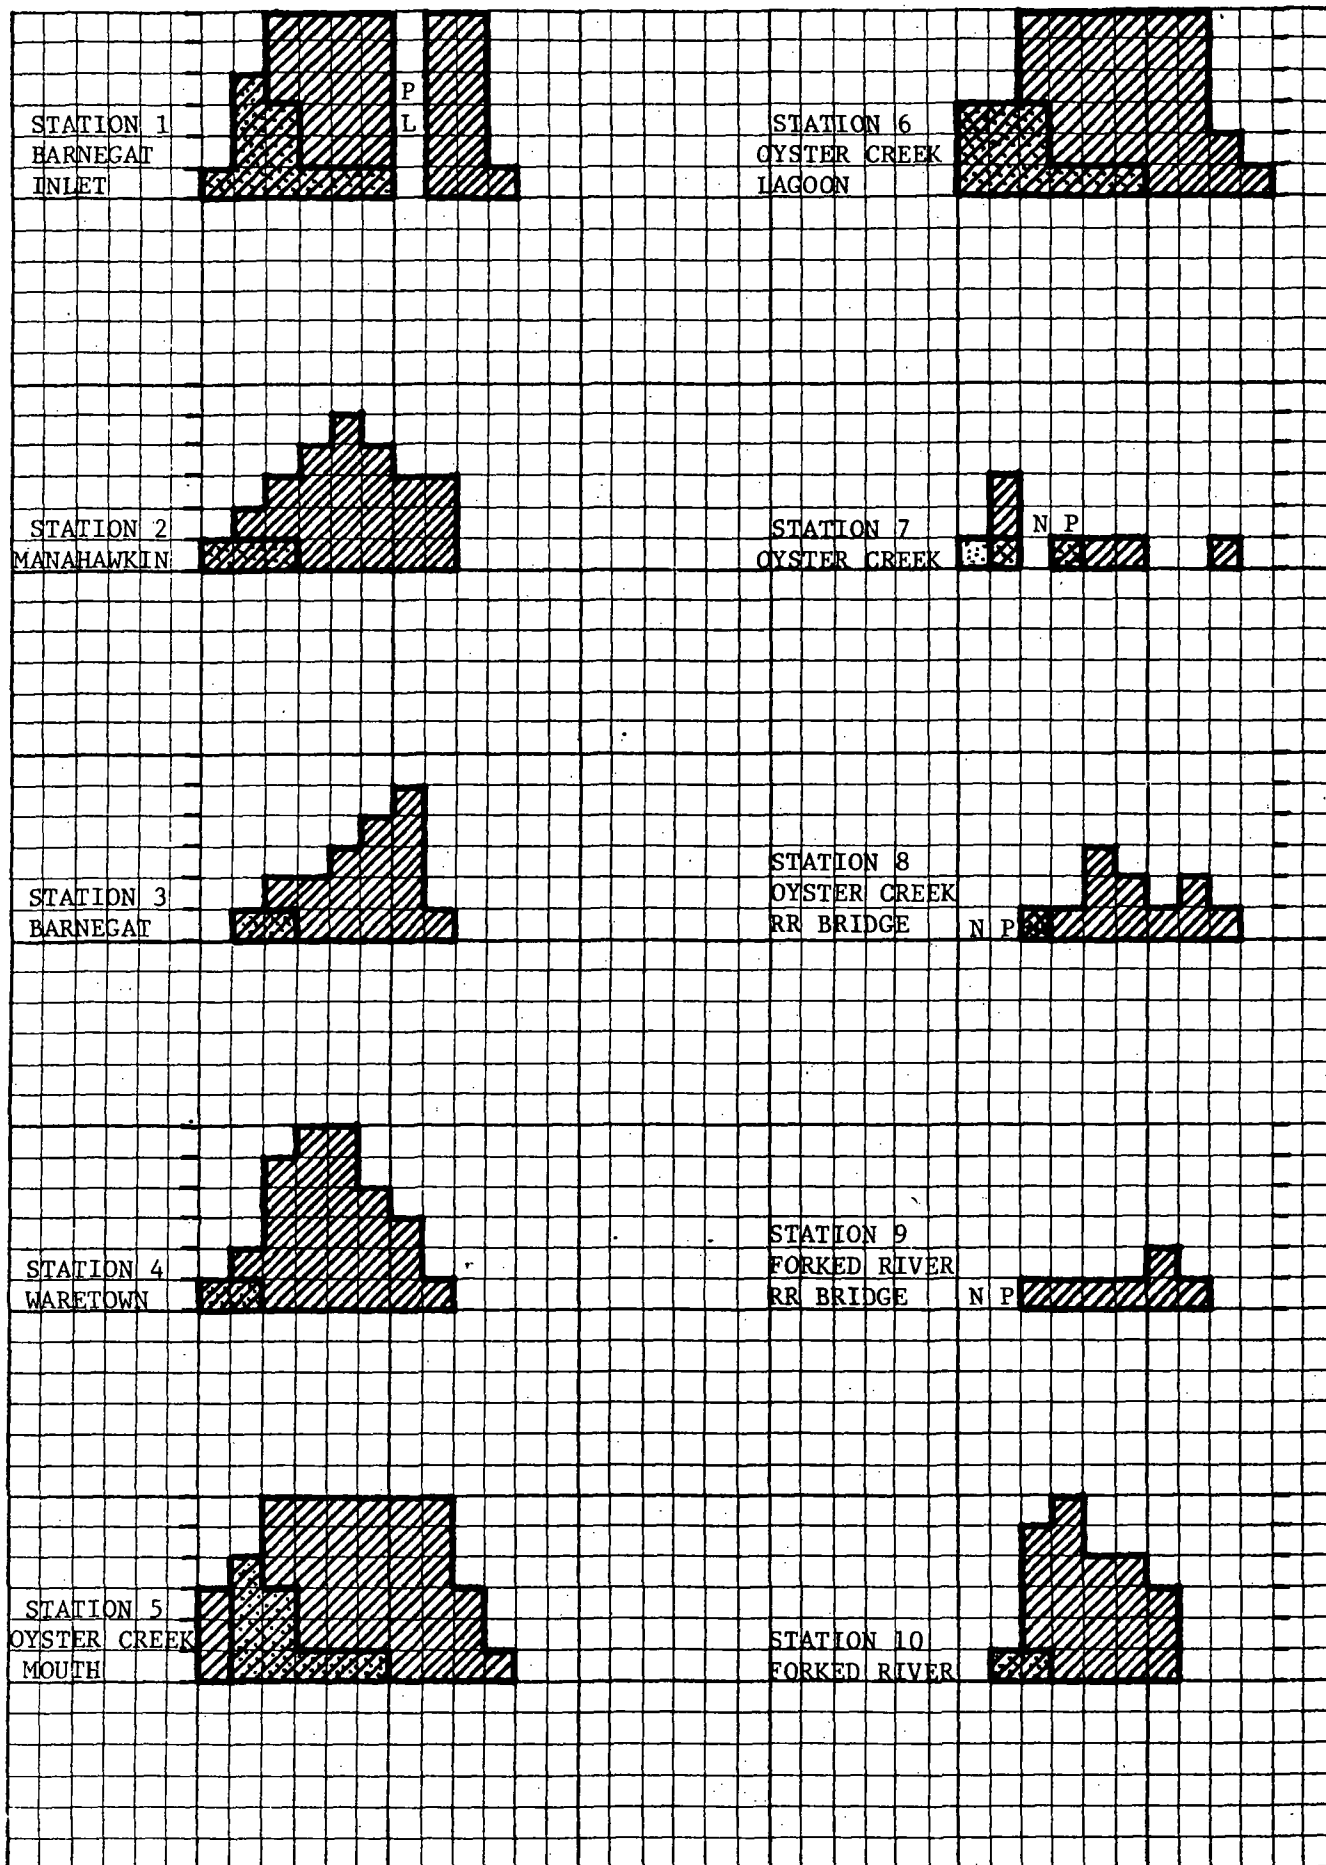 P
L
STATION 1
BARNEGAT
INLET
STATION 2
MANAHAWKIN
STATION 3
BARNEGAT
STATION 4
WARETOWN
STATION 5
OYSTER CREEK
MOUTH
STATION 6
OYSTER CREEK
LAGOON
N P
STATION 7
OYSTER CREEK
STATION 8
OYSTER CREEK
RR BRIDGE N P
STATION 9
FORKED RIVER
RR BRIDGE N P
STATION 10
FORKED RIVER